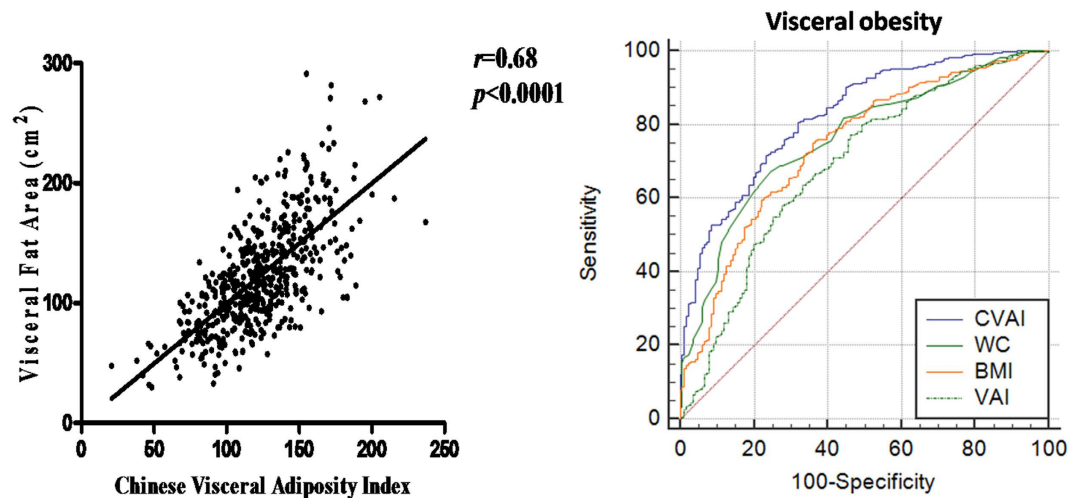 r=0.68
p<0.0001
Visceral Fat Area (cm²)
300
200
100
0
0 50 100 150 200 250
Chinese Visceral Adiposity Index
Visceral obesity
Sensitivity
100
80
60
40
20
0
0 20 40 60 80 100
100-Specificity
CVAI
WC
BMI
VAI